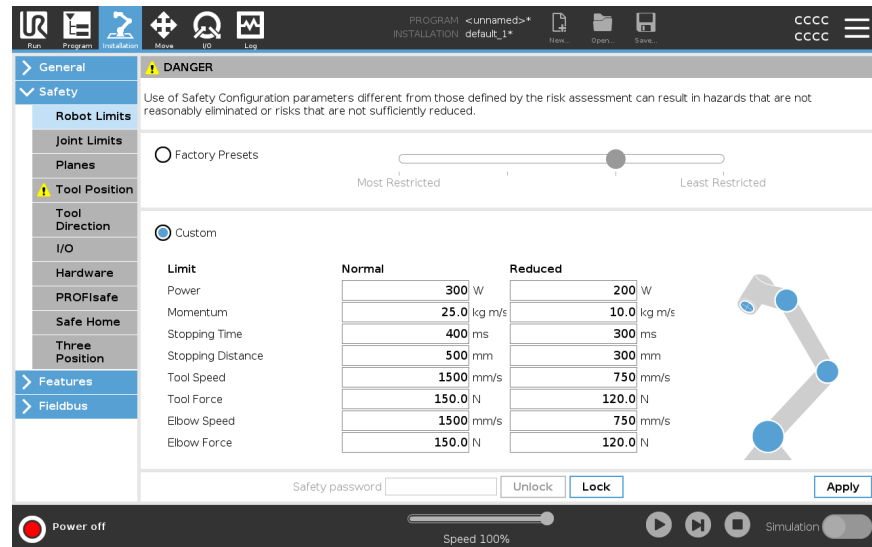 UR
PROGRAM <unnamed>*
INSTALLATION default_1*
CCCC
CCCC
Run Program Installation Move I/O Log New... Open... Save...
General
Safety
Robot Limits
Joint Limits
Planes
Tool Position
Tool
Direction
I/O
Hardware
PROFIsafe
Safe Home
Three
Position
Features
Fieldbus
DANGER
Use of Safety Configuration parameters different from those defined by the risk assessment can result in hazards that are not
reasonably eliminated or risks that are not sufficiently reduced.
Factory Presets
Most Restricted Least Restricted
Custom
Limit Normal Reduced
Power 300 W 200 W
Momentum 25.0 kg m/s 10.0 kg m/s
Stopping Time 400 ms 300 ms
Stopping Distance 500 mm 300 mm
Tool Speed 1500 mm/s 750 mm/s
Tool Force 150.0 N 120.0 N
Elbow Speed 1500 mm/s 750 mm/s
Elbow Force 150.0 N 120.0 N
Safety password Unlock Lock Apply
Power off
Speed 100%
Simulation